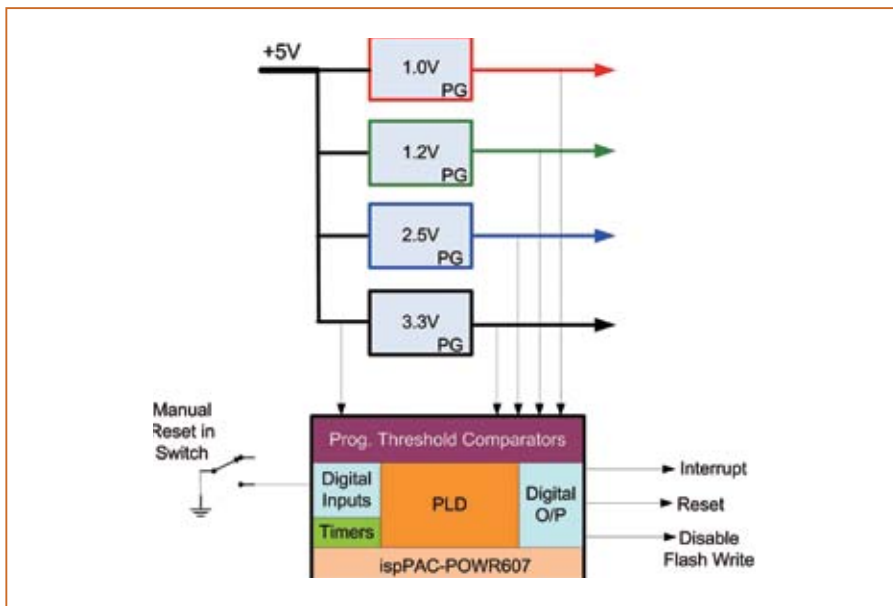 +5V
1.0V
PG
1.2V
PG
2.5V
PG
3.3V
PG
Manual
Reset in
Switch
Prog. Threshold Comparators
Digital
Inputs
Timers
PLD
Digital
O/P
ispPAC-POWR607
Interrupt
Reset
Disable
Flash Write